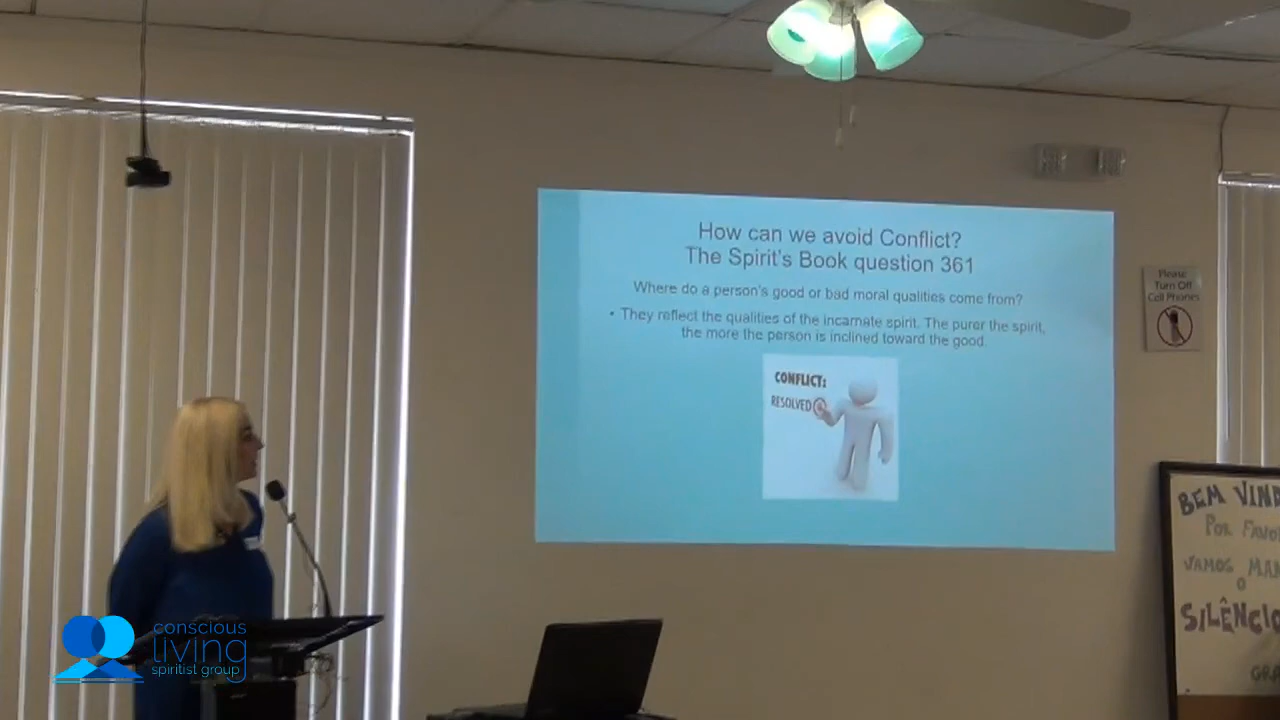 How can we avoid Conflict?
The Spirit's Book question 361
Where do a person's good or bad moral qualities come from?
• They reflect the qualities of the incarnate spirit. The purer the spirit,
the more the person is inclined toward the good.
CONFLICT:
RESOLVED
Please
Turn Off
Cell Phones
BEM VIND
POR FAVO
VAMOS MAN
O
SILÊNCIO
GRA
conscious
living
spiritist group